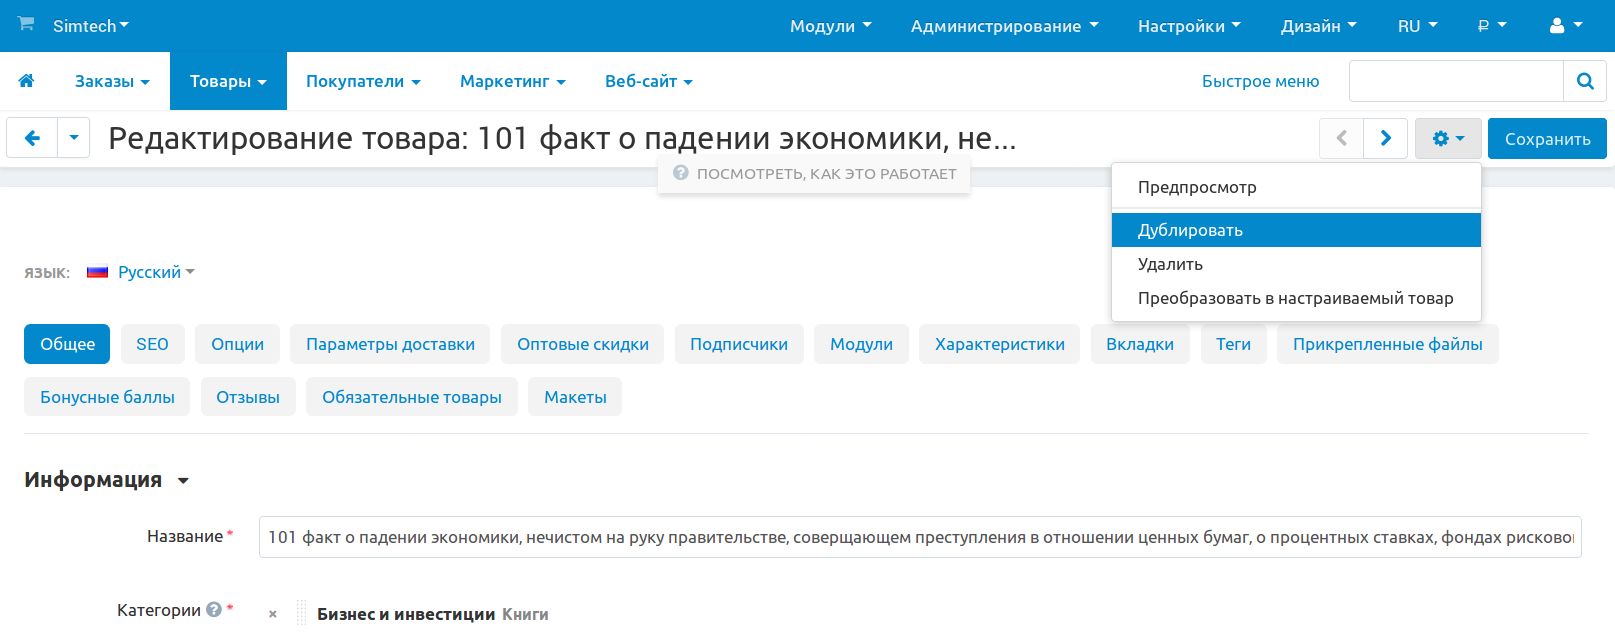 Simtech Модули Администрирование Настройки Дизайн RU ₽
Заказы Товары Покупатели Маркетинг Веб-сайт Быстрое меню
Редактирование товара: 101 факт о падении экономики, не... Сохранить
? ПОСМОТРЕТЬ, КАК ЭТО РАБОТАЕТ
Предпросмотр
Дублировать
Удалить
Преобразовать в настраиваемый товар
язык: Русский
Общее SEO Опции Параметры доставки Оптовые скидки Подписчики Модули Характеристики Вкладки Теги Прикрепленные файлы
Бонусные баллы Отзывы Обязательные товары Макеты
Информация
Название * 101 факт о падении экономики, нечистом на руку правительстве, соверщающем преступления в отношении ценных бумаг, о процентных ставках, фондах рисково
Категории ? * × Бизнес и инвестиции Книги